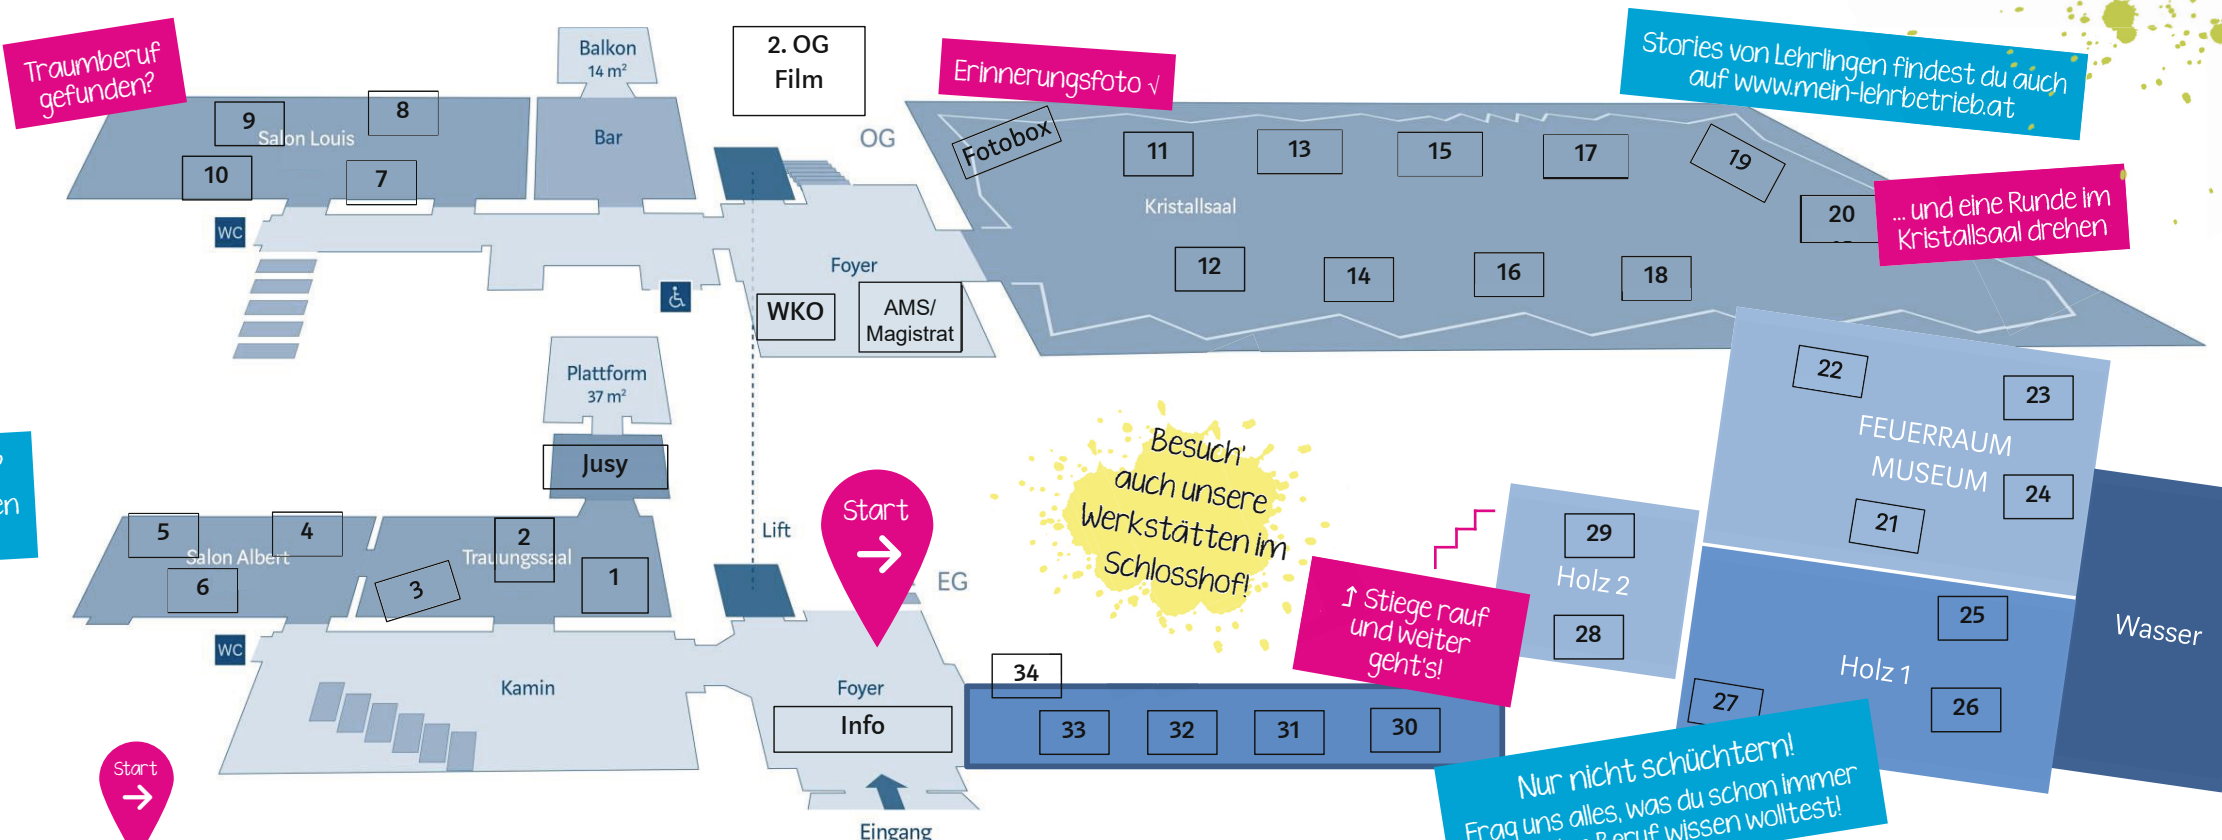 Traumberuf
gefunden?
9
8
Salon Louis
10
7
WC
Balkon
14 m²
Bar
2. OG
Film
OG
Erinnerungsfoto √
Fotobox
11
13
15
17
19
20
Kristallsaal
12
14
16
18
Stories von Lehrlingen findest du auch
auf www.mein-lehrbetrieb.at
... und eine Runde im
Kristallsaal drehen
Foyer
WKO
AMS/
Magistrat
Plattform
37 m²
Jusy
5
4
Salon Albert
6
2
Trauungssaal
3
1
WC
Kamin
Lift
Start
EG
Foyer
Info
Eingang
Start
en
Besuch'
auch unsere
Werkstätten im
Schlosshof!
34
33
32
31
30
⤴ Stiege rauf
und weiter
geht's!
29
Holz 2
28
22
23
FEUERRAUM
MUSEUM
24
21
25
Holz 1
27
26
Wasser
Nur nicht schüchtern!
Frag uns alles, was du schon immer
Beruf wissen wolltest!